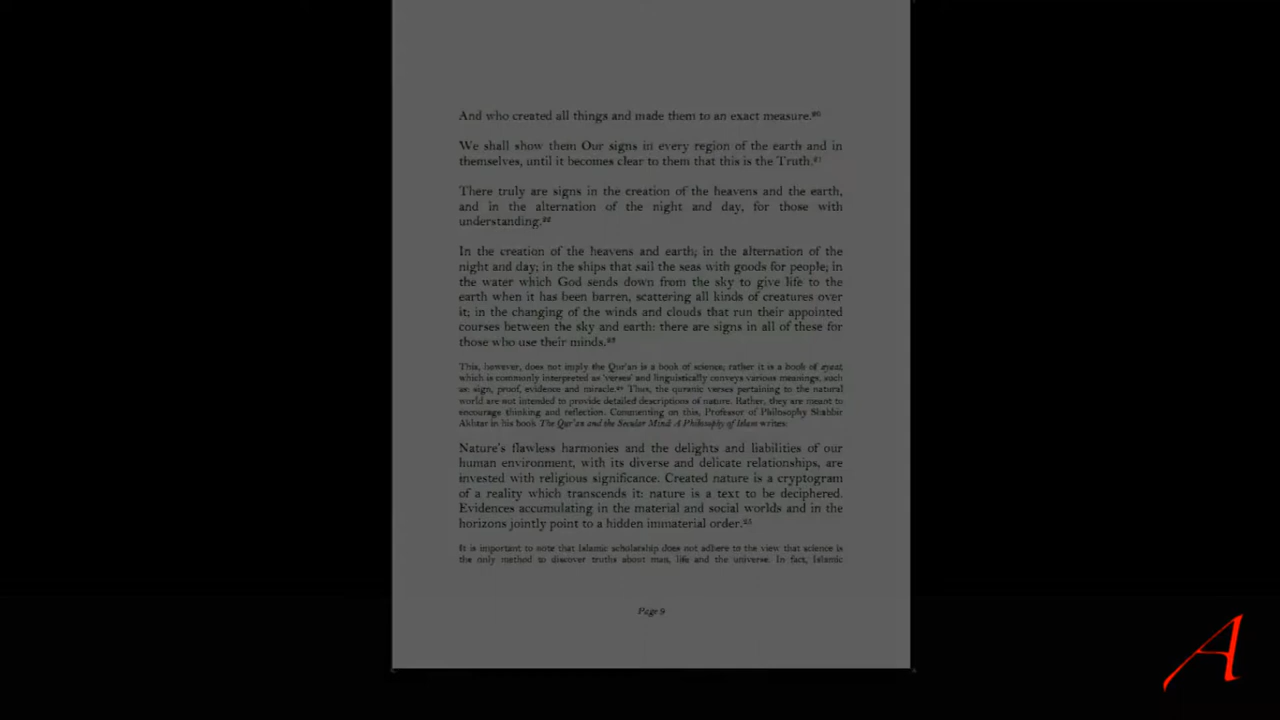 And who created all things and made them to an exact measure.20
We shall show them Our signs in every region of the earth and in
themselves, until it becomes clear to them that this is the Truth.21
There truly are signs in the creation of the heavens and the earth,
and in the alternation of the night and day, for those with
understanding.22
In the creation of the heavens and earth; in the alternation of the
night and day; in the ships that sail the seas with goods for people; in
the water which God sends down from the sky to give life to the
earth when it has been barren, scattering all kinds of creatures over
it; in the changing of the winds and clouds that run their appointed
courses between the sky and earth: there are signs in all of these for
those who use their minds.23
This, however, does not imply the Qur'an is a book of science; rather it is a book of ayaat,
which is commonly interpreted as 'verses' and linguistically conveys various meanings, such
as: sign, proof, evidence and miracle.24 Thus, the quranic verses pertaining to the natural
world are not intended to provide detailed descriptions of nature. Rather, they are meant to
encourage thinking and reflection. Commenting on this, Professor of Philosophy Shabbir
Akhtar in his book The Qur'an and the Secular Mind: A Philosophy of Islam writes:
Nature's flawless harmonies and the delights and liabilities of our
human environment, with its diverse and delicate relationships, are
invested with religious significance. Created nature is a cryptogram
of a reality which transcends it: nature is a text to be deciphered.
Evidences accumulating in the material and social worlds and in the
horizons jointly point to a hidden immaterial order.25
It is important to note that Islamic scholarship does not adhere to the view that science is
the only method to discover truths about man, life and the universe. In fact, Islamic
Page 9
A